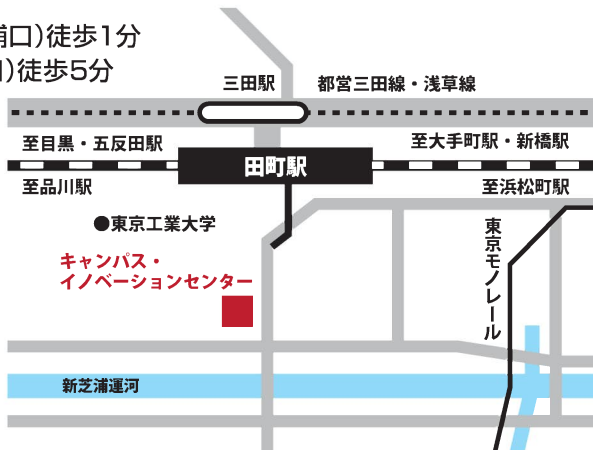 口)徒歩1分
)徒歩5分
三田駅
都営三田線・浅草線
至目黒・五反田駅
至大手町駅・新橋駅
田町駅
至品川駅
至浜松町駅
●東京工業大学
東京モノレール
キャンパス・
イノベーションセンター
新芝浦運河